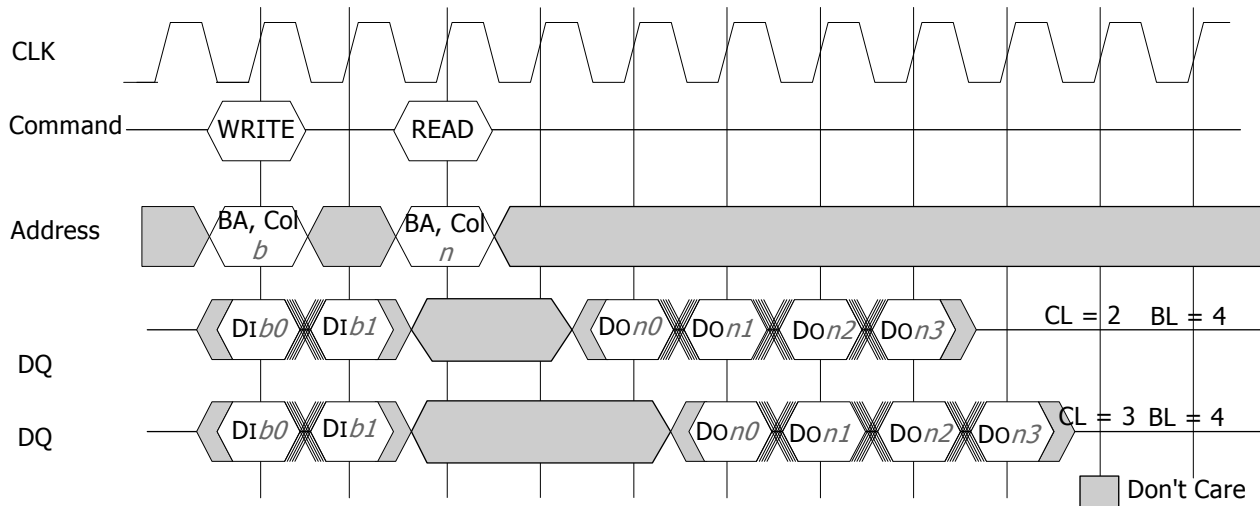 CLK
Command WRITE READ
Address BA, Col b BA, Col n
DQ DIb0 DIb1 DOn0 DOn1 DOn2 DOn3 CL = 2 BL = 4
DQ DIb0 DIb1 DOn0 DOn1 DOn2 DOn3 CL = 3 BL = 4
Don't Care